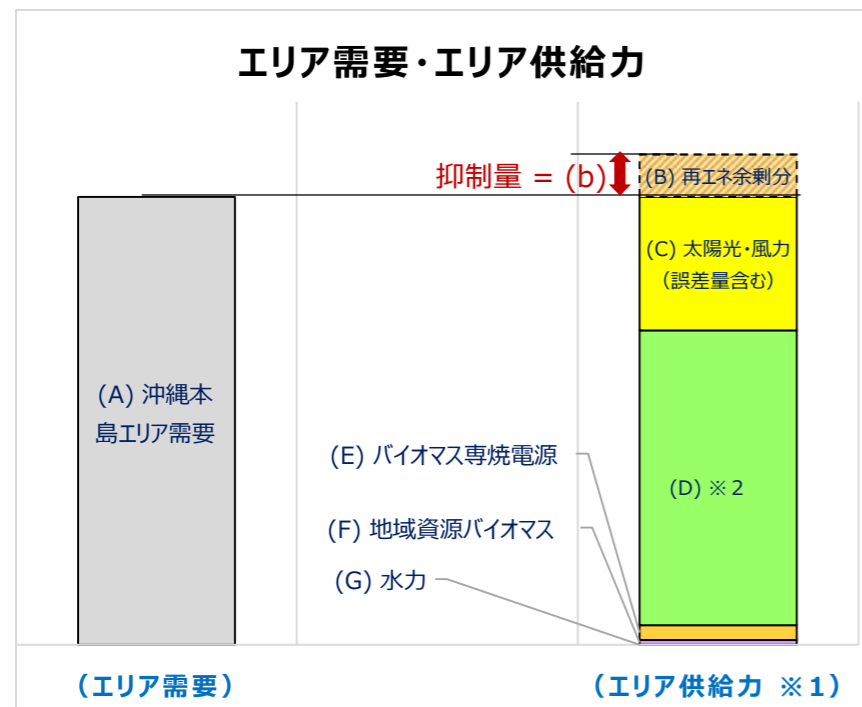 エリア需要・エリア供給力
抑制量 = (b)
(B) 再エネ余剰分
(C) 太陽光・風力
（誤差量含む）
(A) 沖縄本
島エリア需要
(D) ※2
(E) バイオマス専焼電源
(F) 地域資源バイオマス
(G) 水力
（エリア需要）
（エリア供給力 ※1）